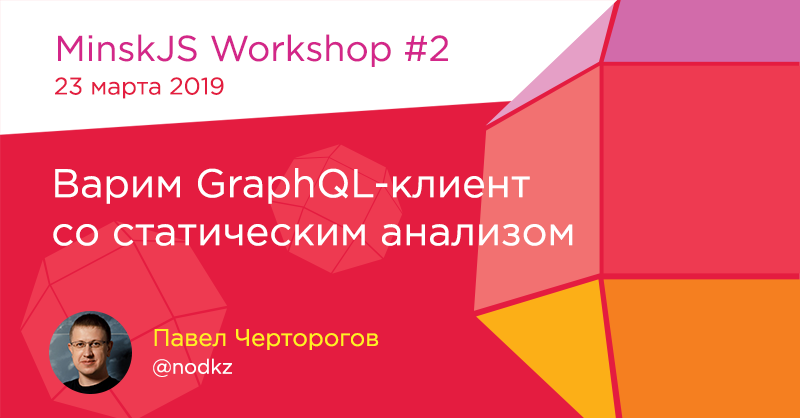 MinskJS Workshop #2
23 марта 2019
Варим GraphQL-клиент
со статическим анализом
Павел Черторогов
@nodkz